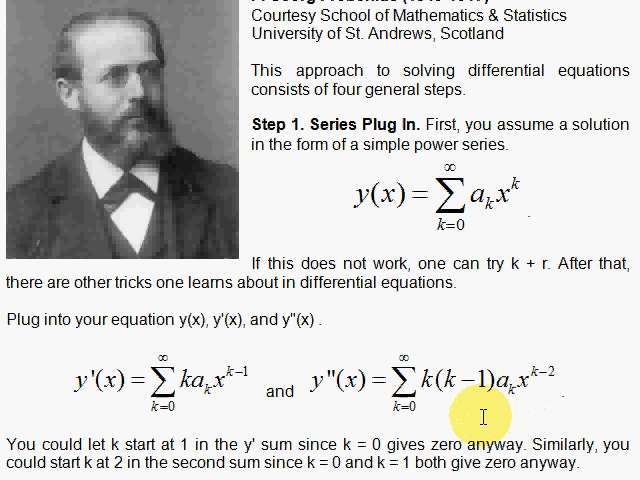 Courtesy School of Mathematics & Statistics
University of St. Andrews, Scotland
This approach to solving differential equations
consists of four general steps.
Step 1. Series Plug In. First, you assume a solution
in the form of a simple power series.
y(x) = ∑_{k=0}^{∞} a_k x^k .
If this does not work, one can try k + r. After that,
there are other tricks one learns about in differential equations.
Plug into your equation y(x), y'(x), and y"(x) .
y'(x) = ∑_{k=0}^{∞} k a_k x^{k−1} and y"(x) = ∑_{k=0}^{∞} k(k−1)a_k x^{k−2} .
You could let k start at 1 in the y' sum since k = 0 gives zero anyway. Similarly, you
could start k at 2 in the second sum since k = 0 and k = 1 both give zero anyway.